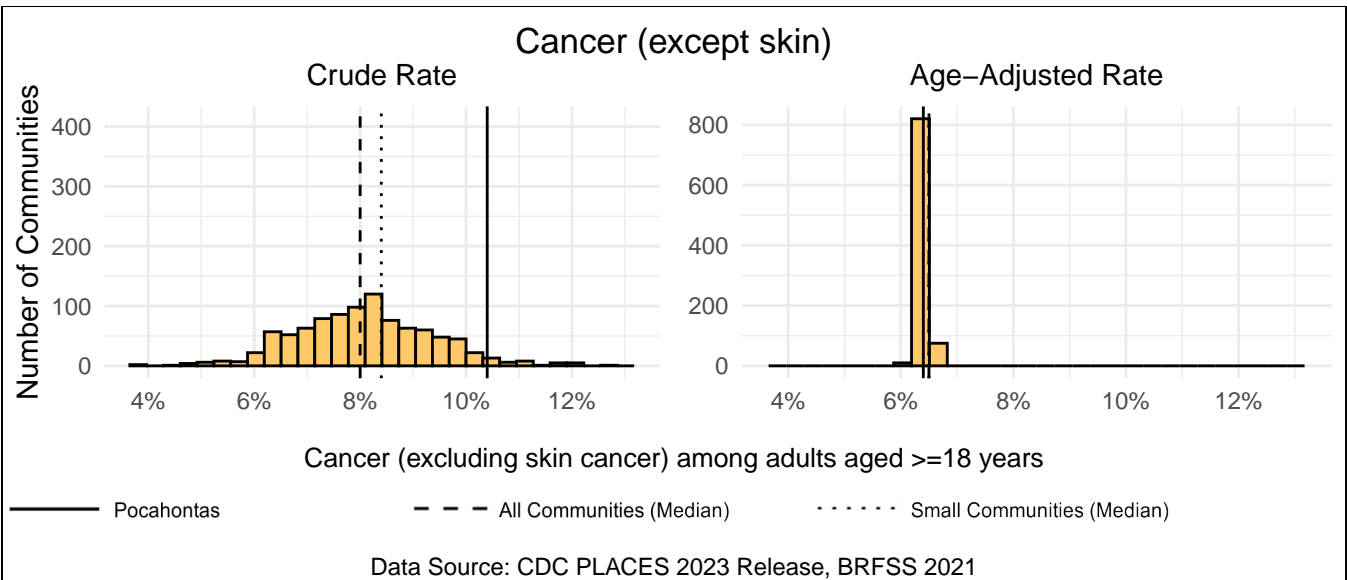 Cancer (except skin)
Crude Rate
Age−Adjusted Rate
Number of Communities
400
300
200
100
0
4%
6%
8%
10%
12%
800
600
400
200
0
4%
6%
8%
10%
12%
Cancer (excluding skin cancer) among adults aged >=18 years
Pocahontas
All Communities (Median)
Small Communities (Median)
Data Source: CDC PLACES 2023 Release, BRFSS 2021